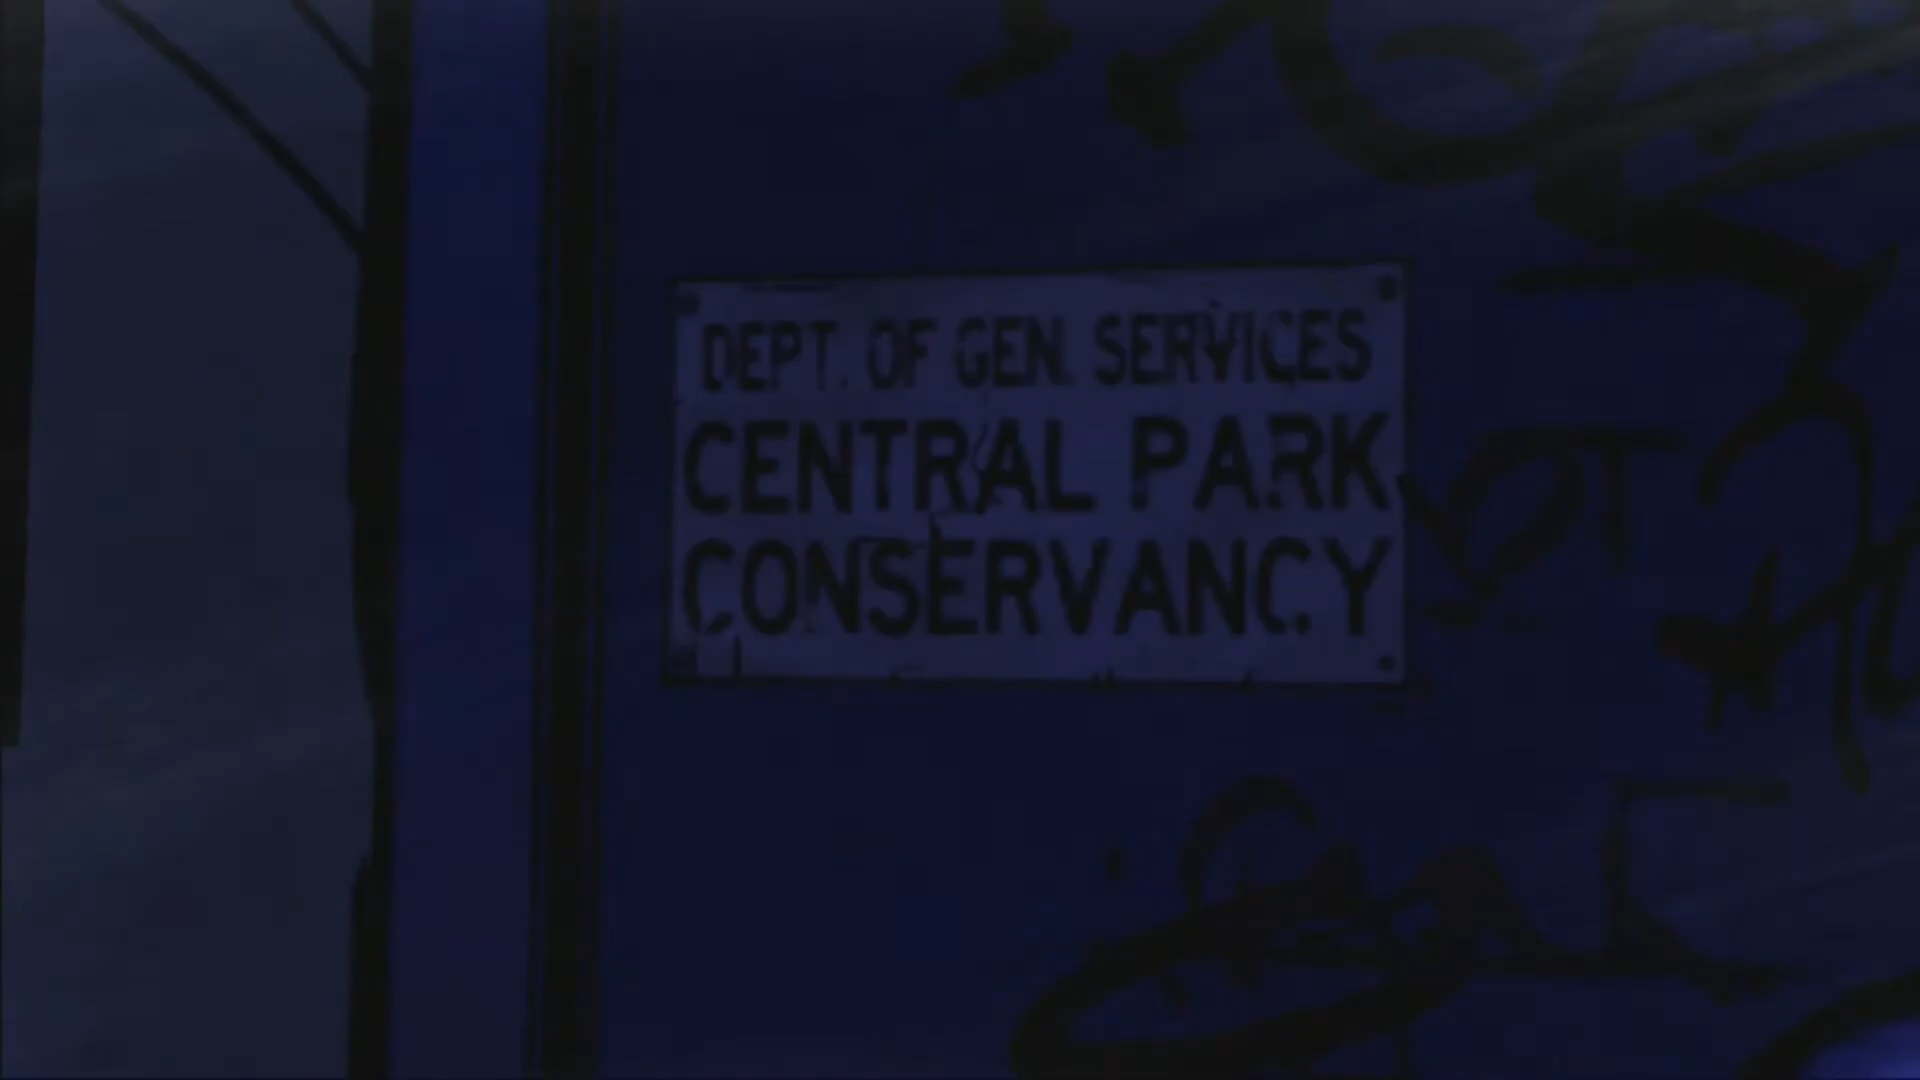 DEPT. OF GEN. SERVICES
CENTRAL PARK
CONSERVANCY